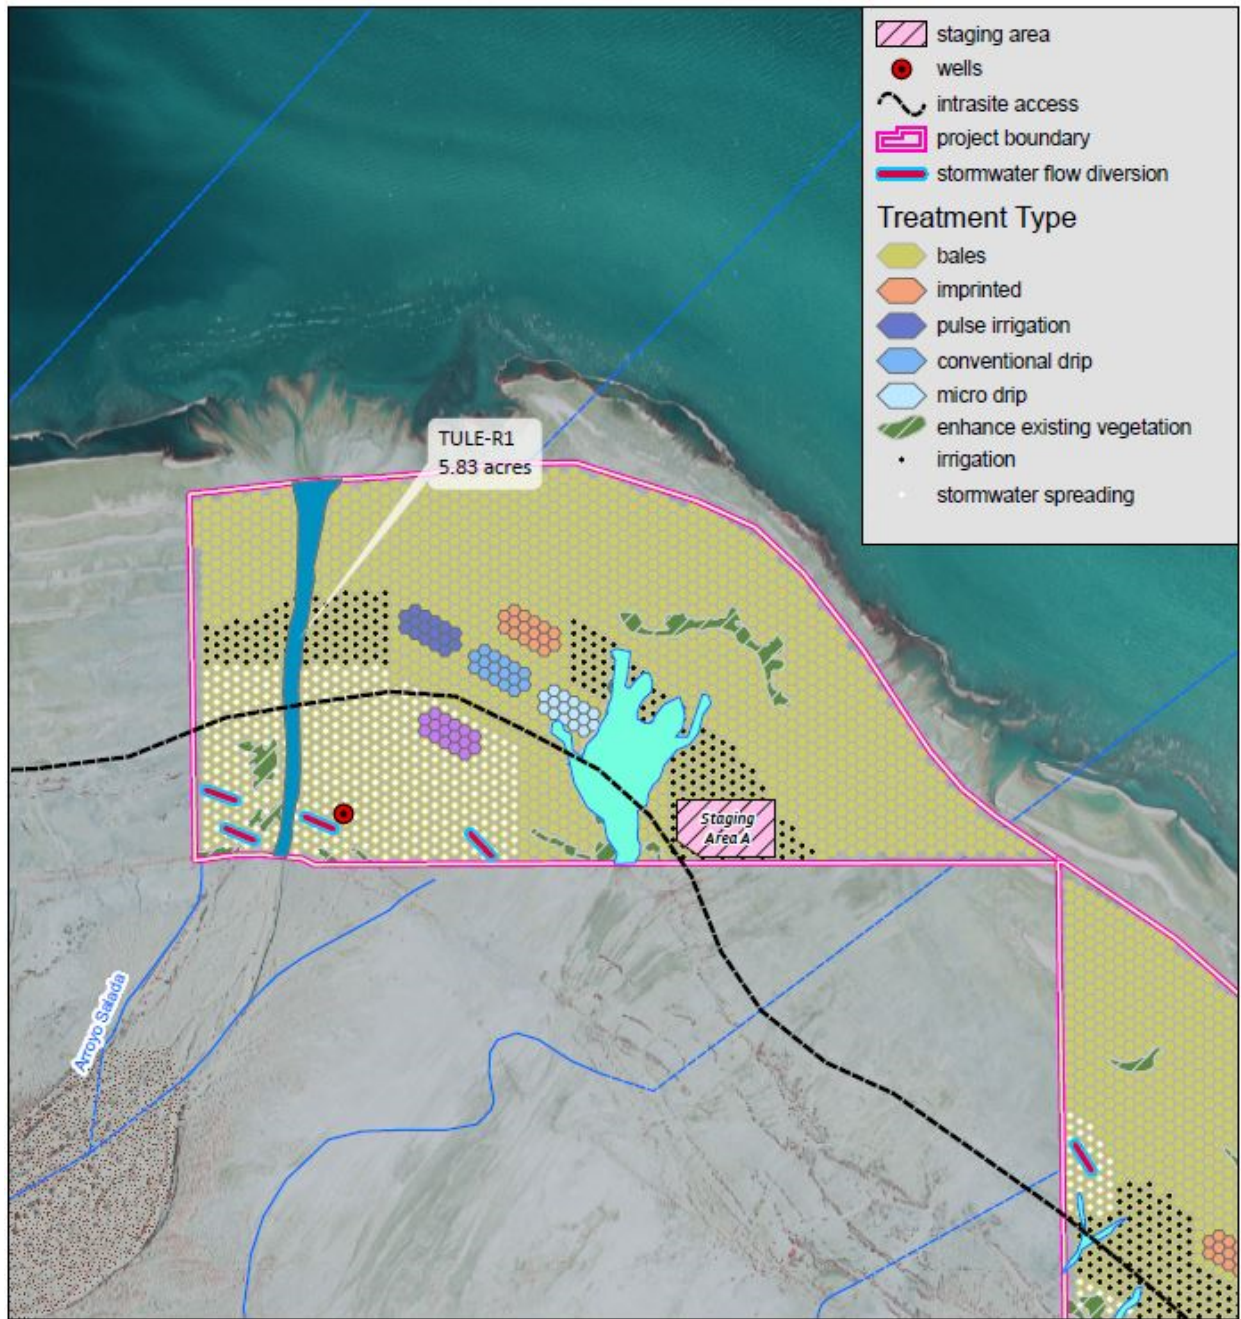 staging area
wells
intrasite access
project boundary
stormwater flow diversion
Treatment Type
bales
imprinted
pulse irrigation
conventional drip
micro drip
enhance existing vegetation
irrigation
stormwater spreading
TULE-R1
5.83 acres
Staging
Area A
Arroyo Salada